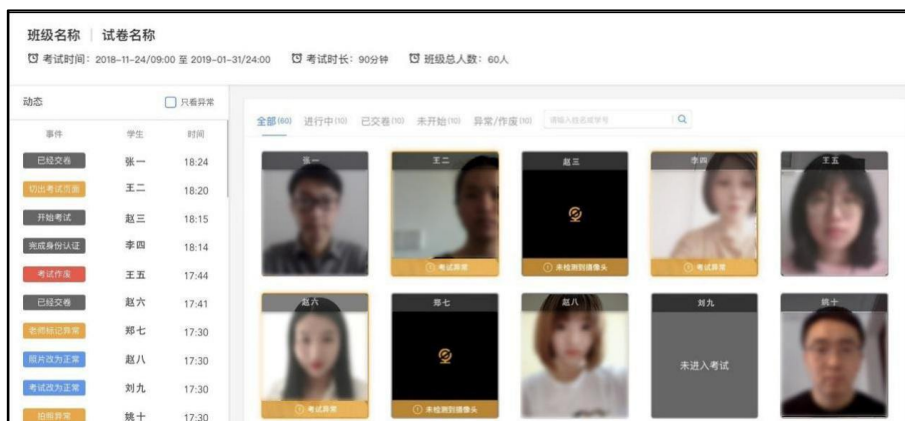 班级名称 | 试卷名称
考试时间：2018-11-24/09:00 至 2019-01-31/24:00 考试时长：90分钟 班级总人数：60人
动态 只看异常
事件 学生 时间
已经交卷 张一 18:24
切出考试页面 王二 18:20
开始考试 赵三 18:15
完成身份认证 李四 18:14
考试作废 王五 17:44
已经交卷 赵六 17:41
老师标记异常 郑七 17:30
照片改为正常 赵八 17:30
考试改为正常 刘九 17:30
拍照异常 姚十 17:30
全部(60) 进行中(10) 已交卷(10) 未开始(10) 异常/作废(10) 请输入姓名或学号
张一 王二 赵三 李四 王五
考试异常 未检测到摄像头 考试异常
赵六 郑七 赵八 刘九 姚十
未进入考试
考试异常 未检测到摄像头